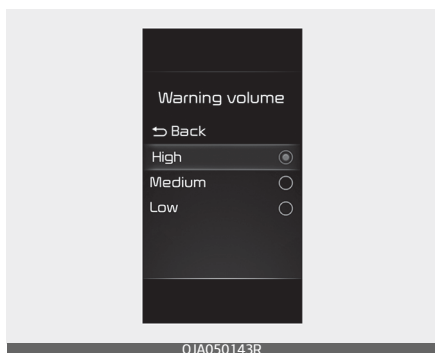 Warning volume
Back
High
Medium
Low
OJA050143R